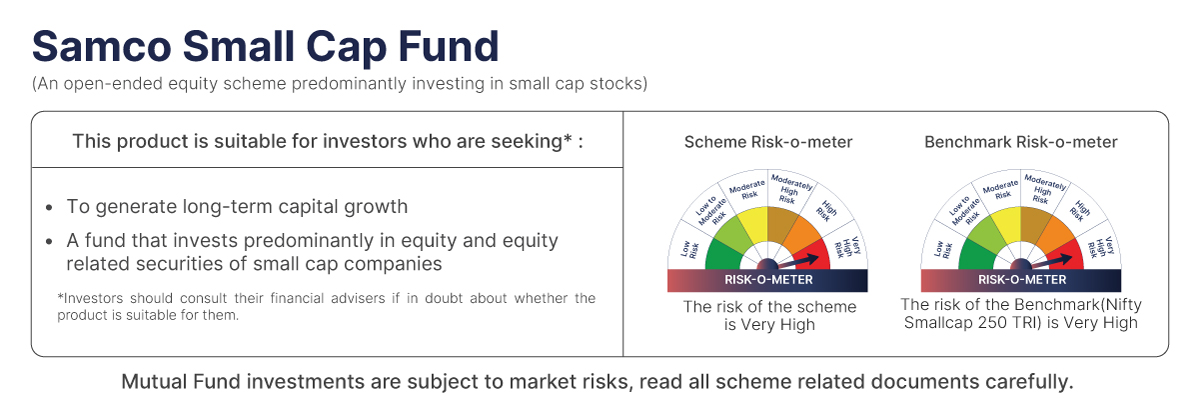 Samco Small Cap Fund
(An open-ended equity scheme predominantly investing in small cap stocks)
This product is suitable for investors who are seeking* :
• To generate long-term capital growth
• A fund that invests predominantly in equity and equity
related securities of small cap companies
*Investors should consult their financial advisers if in doubt about whether the
product is suitable for them.
Scheme Risk-o-meter
Low
Risk
Low to
Moderate
Risk
Moderate
Risk
Moderately
High
Risk
High
Risk
Very
High
Risk
RISK-O-METER
The risk of the scheme
is Very High
Benchmark Risk-o-meter
Low
Risk
Low to
Moderate
Risk
Moderate
Risk
Moderately
High
Risk
High
Risk
Very
High
Risk
RISK-O-METER
The risk of the Benchmark(Nifty
Smallcap 250 TRI) is Very High
Mutual Fund investments are subject to market risks, read all scheme related documents carefully.